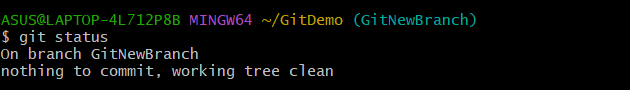 ASUS@LAPTOP-4L712P8B MINGW64 ~/GitDemo (GitNewBranch)
$ git status
On branch GitNewBranch
nothing to commit, working tree clean